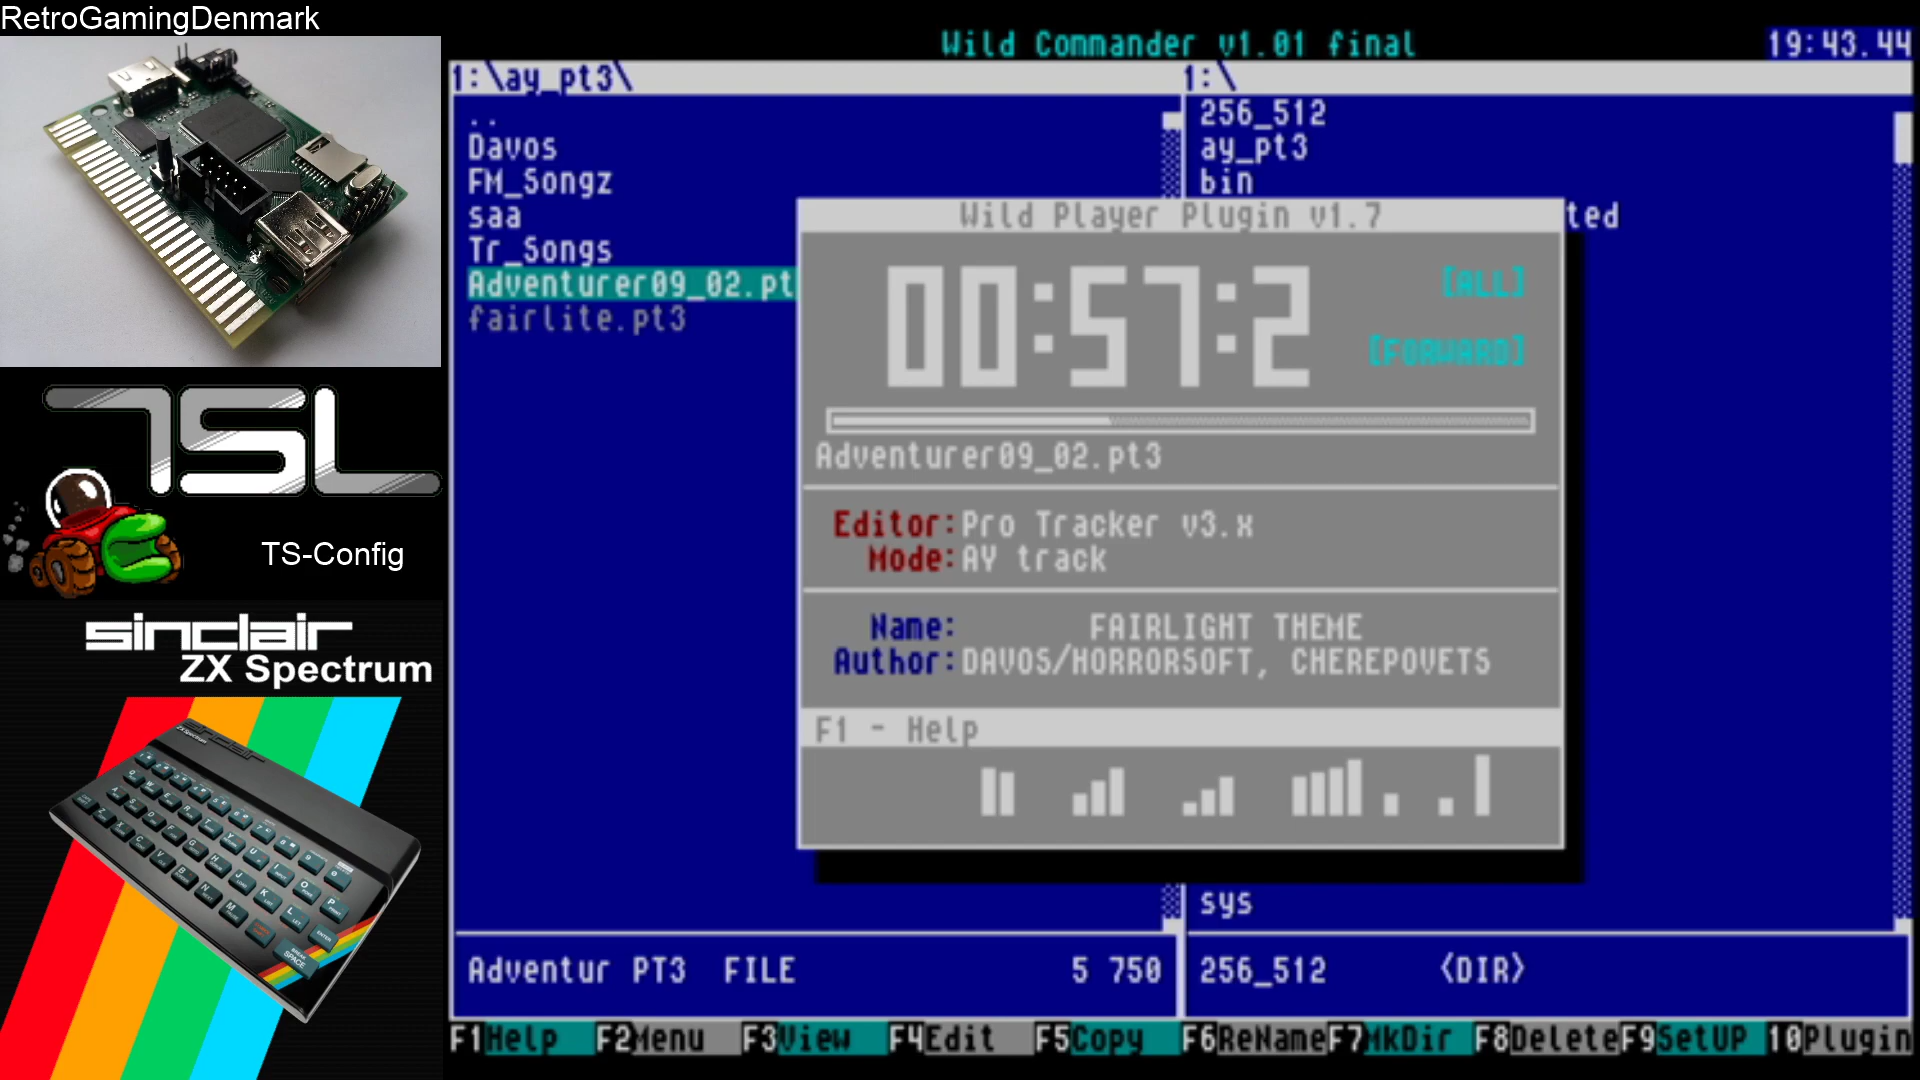 RetroGamingDenmark
TSL
TS-Config
sinclair
ZX Spectrum
Wild Commander v1.01 final
19:43.44
1:\ay_pt3\
..
Davos
FM_Songz
saa
Tr_Songs
Adventurer09_02.pt
fairlite.pt3
1:\
256_512
ay_pt3
bin
ted
Wild Player Plugin v1.7
00:57:2
[ALL]
[FORWARD]
Adventurer09_02.pt3
Editor:Pro Tracker v3.x
Mode:AY track
Name: FAIRLIGHT THEME
Author:DAVOS/HORRORSOFT, CHEREPOVETS
F1 - Help
sys
Adventur PT3 FILE 5 750
256_512 <DIR>
F1Help F2Menu F3View F4Edit F5Copy F6ReName F7MkDir F8Delete F9SetUP 10Plugin